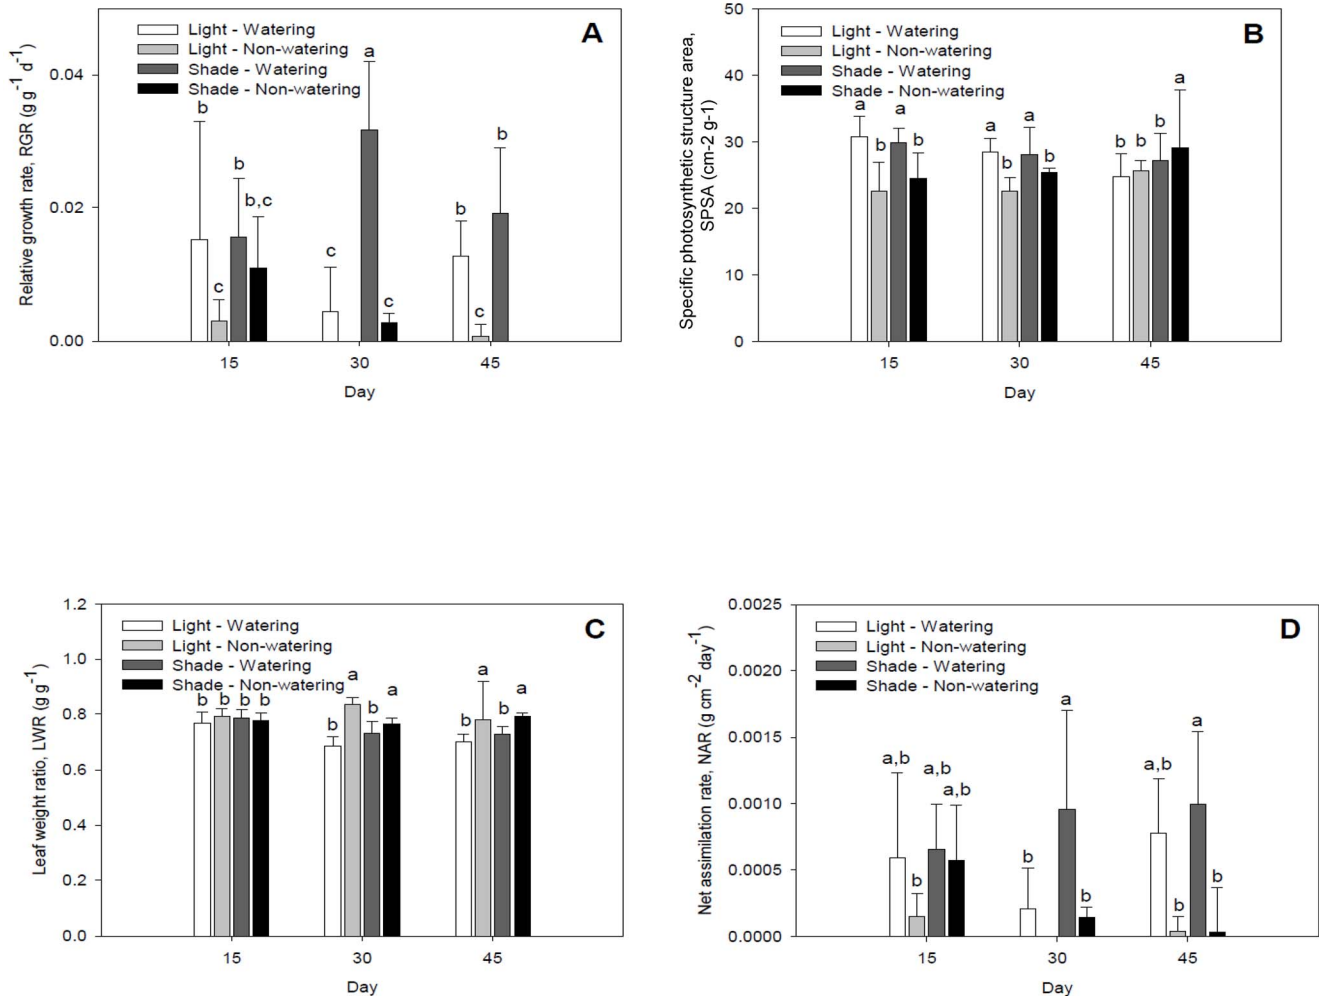 A
Light - Watering
Light - Non-watering
Shade - Watering
Shade - Non-watering
Relative growth rate, RGR (g g⁻¹ d⁻¹)
0.04
0.02
0.00
b
c
b
b,c
c
a
c
b
c
b
15
30
45
Day
B
Light - Watering
Light - Non-watering
Shade - Watering
Shade - Non-watering
Specific photosynthetic structure area,
SPSA (cm-2 g-1)
50
40
30
20
10
0
a
b
a
b
a
b
a
b
b
b
b
a
15
30
45
Day
C
Light - Watering
Light - Non-watering
Shade - Watering
Shade - Non-watering
Leaf weight ratio, LWR (g g⁻¹)
1.2
1.0
0.8
0.6
0.4
0.2
0.0
b
b
b
b
b
a
b
a
b
a
b
a
15
30
45
Day
D
Light - Watering
Light - Non-watering
Shade - Watering
Shade - Non-watering
Net assimilation rate, NAR (g cm⁻² day⁻¹)
0.0025
0.0020
0.0015
0.0010
0.0005
0.0000
a,b
b
a,b
a,b
b
a
b
a,b
b
a
b
15
30
45
Day